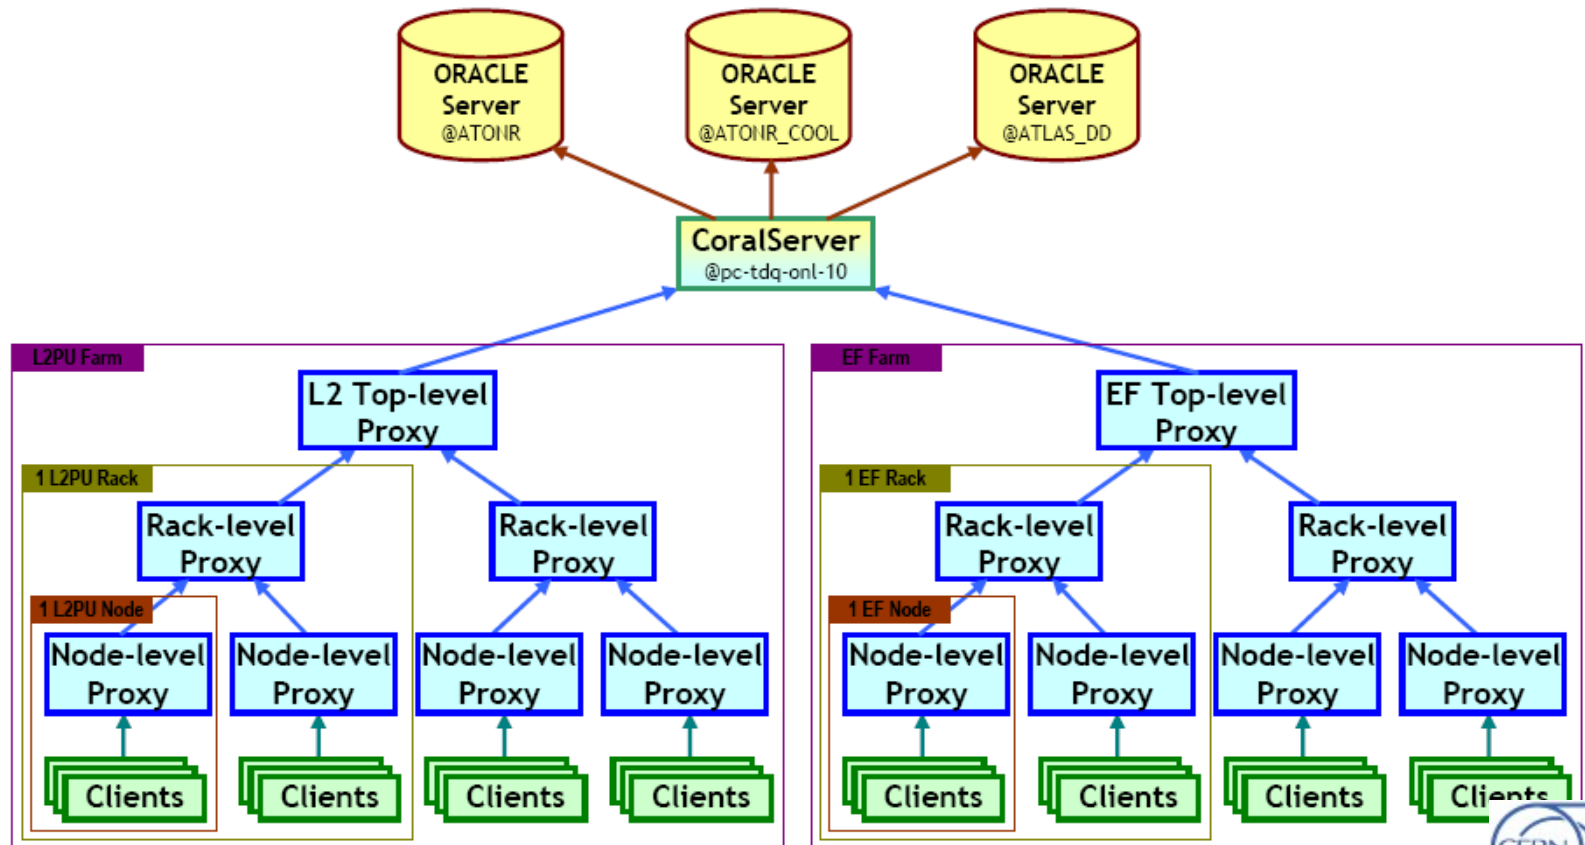 ORACLE
Server
@ATONR
ORACLE
Server
@ATONR_COOL
ORACLE
Server
@ATLAS_DD
CoralServer
@pc-tdq-onl-10
L2PU Farm
L2 Top-level
Proxy
1 L2PU Rack
Rack-level
Proxy
Rack-level
Proxy
1 L2PU Node
Node-level
Proxy
Node-level
Proxy
Node-level
Proxy
Node-level
Proxy
Clients
Clients
Clients
Clients
EF Farm
EF Top-level
Proxy
1 EF Rack
Rack-level
Proxy
Rack-level
Proxy
1 EF Node
Node-level
Proxy
Node-level
Proxy
Node-level
Proxy
Node-level
Proxy
Clients
Clients
Clients
Clients
CERN